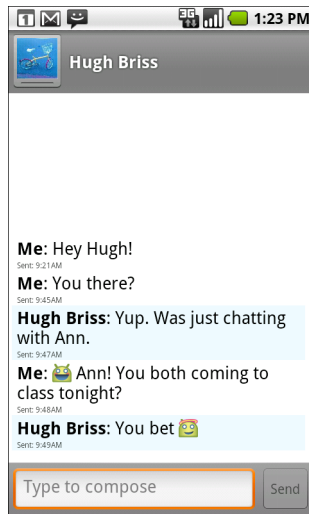 1 3G 1:23 PM
Hugh Briss
Me: Hey Hugh!
Sent: 9:21AM
Me: You there?
Sent: 9:45AM
Hugh Briss: Yup. Was just chatting
with Ann.
Sent: 9:47AM
Me: Ann! You both coming to
class tonight?
Sent: 9:48AM
Hugh Briss: You bet
Sent: 9:49AM
Type to compose
Send